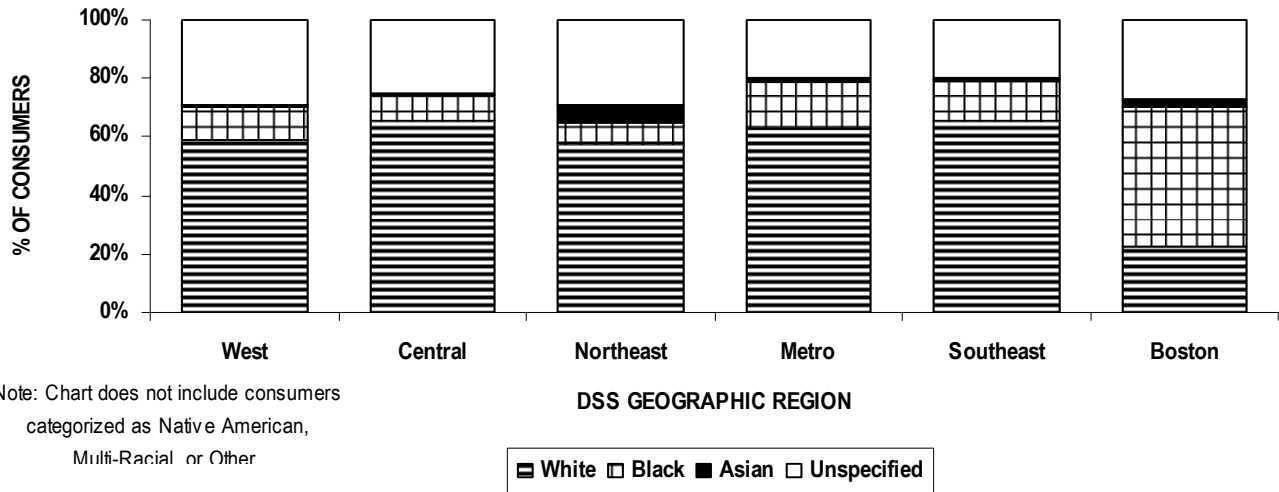 100%
80%
60%
40%
20%
0%
% OF CONSUMERS
West Central Northeast Metro Southeast Boston
Note: Chart does not include consumers
categorized as Native American,
Multi-Racial, or Other
DSS GEOGRAPHIC REGION
White Black Asian Unspecified